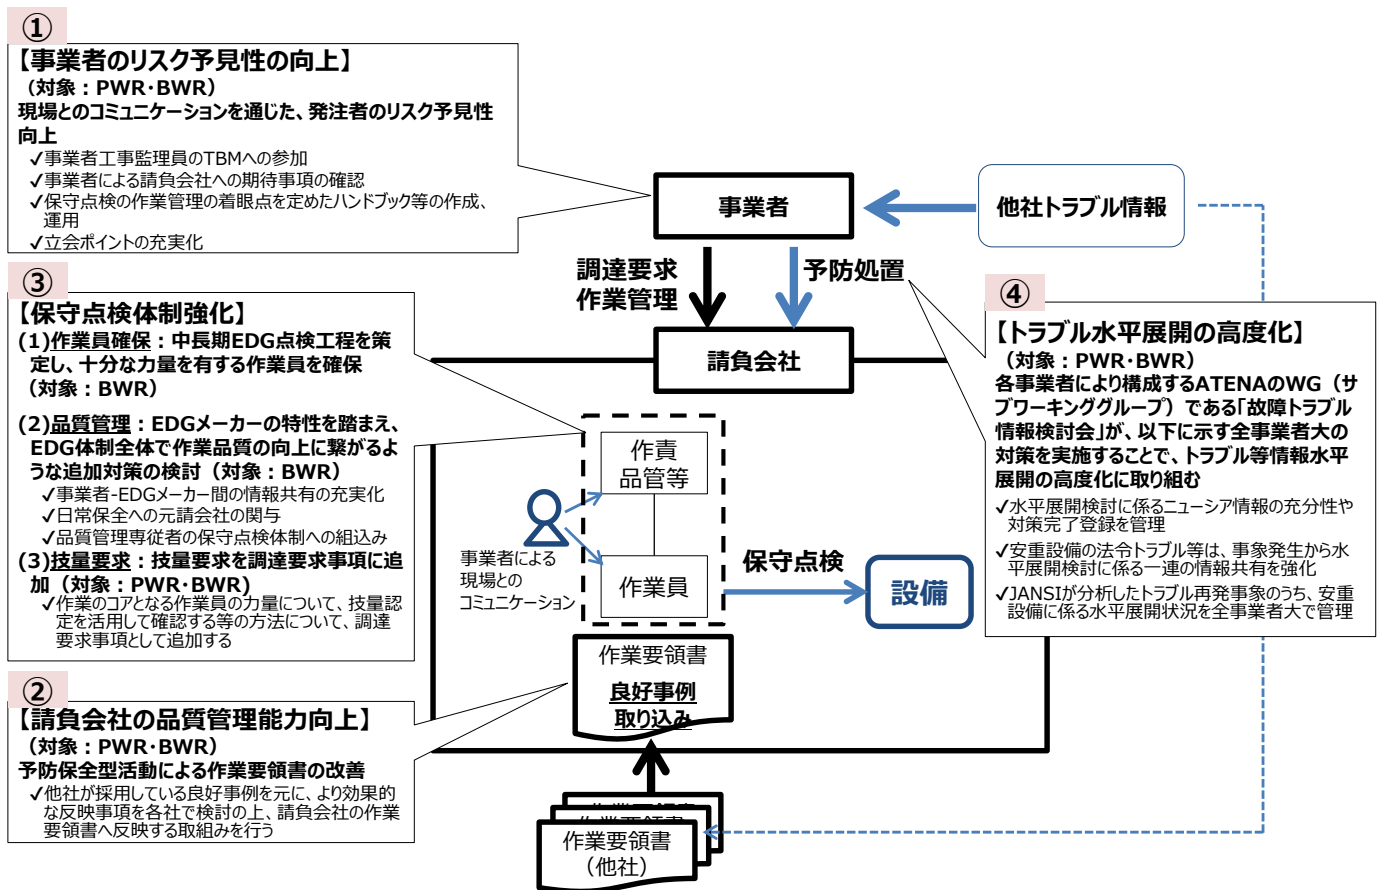 ①
【事業者のリスク予見性の向上】
(対象：PWR・BWR)
現場とのコミュニケーションを通じた、発注者のリスク予見性
向上
✓事業者工事監理員のTBMへの参加
✓事業者による請負会社への期待事項の確認
✓保守点検の作業管理の着眼点を定めたハンドブック等の作成、
運用
✓立会ポイントの充実化
事業者
他社トラブル情報
調達要求
作業管理
予防処置
請負会社
③
【保守点検体制強化】
(1)作業員確保：中長期EDG点検工程を策
定し、十分な力量を有する作業員を確保
(対象：BWR)
(2)品質管理：EDGメーカーの特性を踏まえ、
EDG体制全体で作業品質の向上に繋がるよ
うな追加対策の検討（対象：BWR）
✓事業者-EDGメーカー間の情報共有の充実化
✓日常保全への元請会社の関与
✓品質管理専従者の保守点検体制への組込み
(3)技量要求：技量要求を調達要求事項に追
加（対象：PWR・BWR)
✓作業のコアとなる作業員の力量について、技量認
定を活用して確認する等の方法について、調達
要求事項として追加する
④
【トラブル水平展開の高度化】
(対象：PWR・BWR)
各事業者により構成するATENAのWG（サ
ブワーキンググループ）である「故障トラブル
情報検討会」が、以下に示す全事業者大の
対策を実施することで、トラブル等情報水平
展開の高度化に取り組む
✓水平展開検討に係るニューシア情報の充分性や
対策完了登録を管理
✓安重設備の法令トラブル等は、事象発生から水
平展開検討に係る一連の情報共有を強化
✓JANSIが分析したトラブル再発事象のうち、安重
設備に係る水平展開状況を全事業者大で管理
作責
品管等
事業者による
現場との
コミュニケーション
作業員
保守点検
設備
作業要領書
良好事例
取り込み
②
【請負会社の品質管理能力向上】
(対象：PWR・BWR)
予防保全型活動による作業要領書の改善
✓他社が採用している良好事例を元に、より効果的
な反映事項を各社で検討の上、請負会社の作業
要領書へ反映する取組みを行う
作業要領書
作業要領書
作業要領書
（他社）